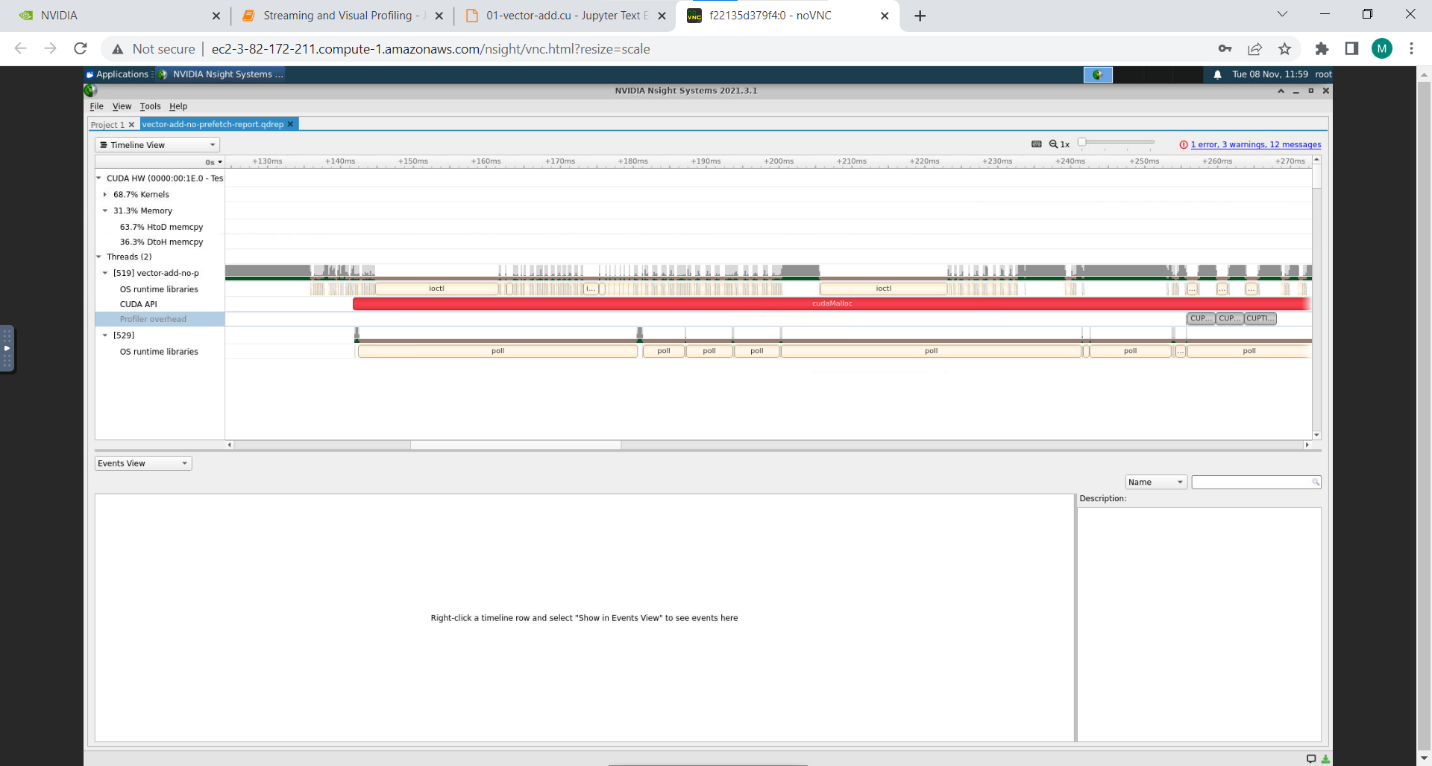 NVIDIA
Streaming and Visual Profiling - J
01-vector-add.cu - Jupyter Text E
VNC f22135d379f4:0 - noVNC
Not secure | ec2-3-82-172-211.compute-1.amazonaws.com/nsight/vnc.html?resize=scale
M
Applications NVIDIA Nsight Systems ... Tue 08 Nov, 11:59 root
NVIDIA Nsight Systems 2021.3.1
File View Tools Help
Project 1 vector-add-no-prefetch-report.qdrep
Timeline View 1x 1 error, 3 warnings, 12 messages
0s +130ms +140ms +150ms +160ms +170ms +180ms +190ms +200ms +210ms +220ms +230ms +240ms +250ms +260ms +270ms
CUDA HW (0000:00:1E.0 - Tes
68.7% Kernels
31.3% Memory
63.7% HtoD memcpy
36.3% DtoH memcpy
Threads (2)
[519] vector-add-no-p
OS runtime libraries ioctl i... ioctl ... ... ...
CUDA API cudaMalloc
Profiler overhead CUP... CUP... CUPTI...
[529]
OS runtime libraries poll poll poll poll poll poll ... poll
Events View
Name
Description:
Right-click a timeline row and select "Show in Events View" to see events here